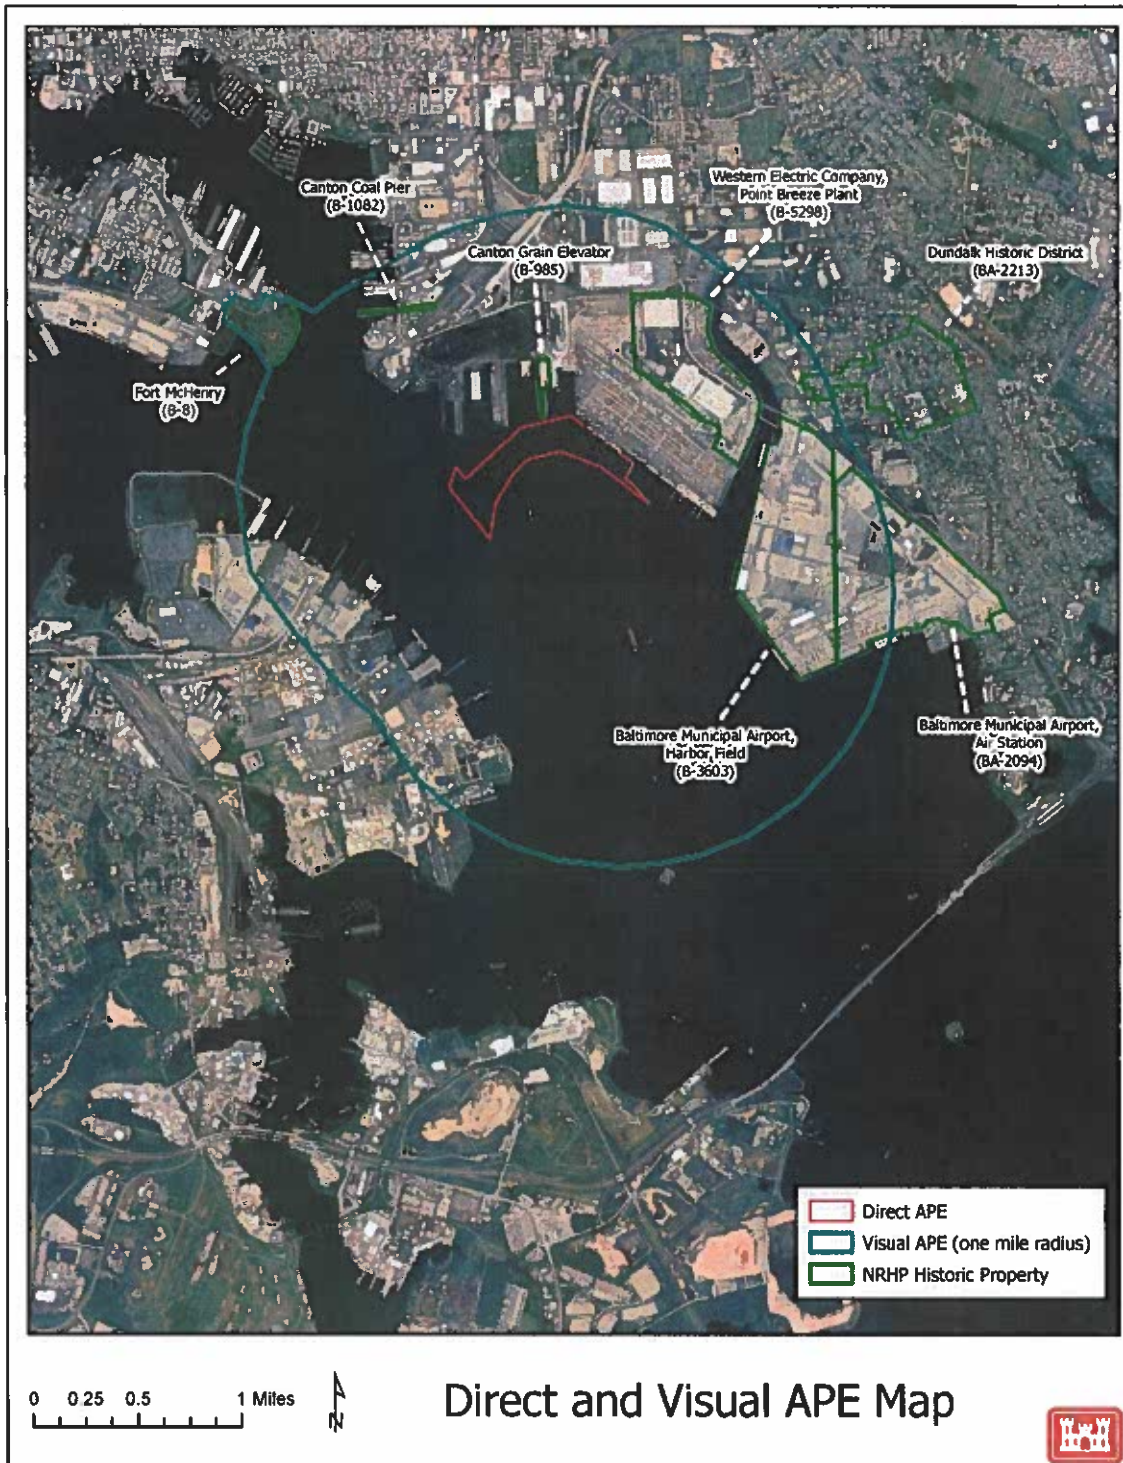 Canton Coal Pier
(B-1082)
Western Electric Company,
Point Breeze Plant
(B-5298)
Canton Grain Elevator
(B-985)
Dundalk Historic District
(BA-2213)
Fort McHenry
(B-8)
Baltimore Municipal Airport,
Harbor Field
(B-3603)
Baltimore Municipal Airport,
Air Station
(BA-2094)
Direct APE
Visual APE (one mile radius)
NRHP Historic Property
0 0.25 0.5 1 Miles
N
Direct and Visual APE Map